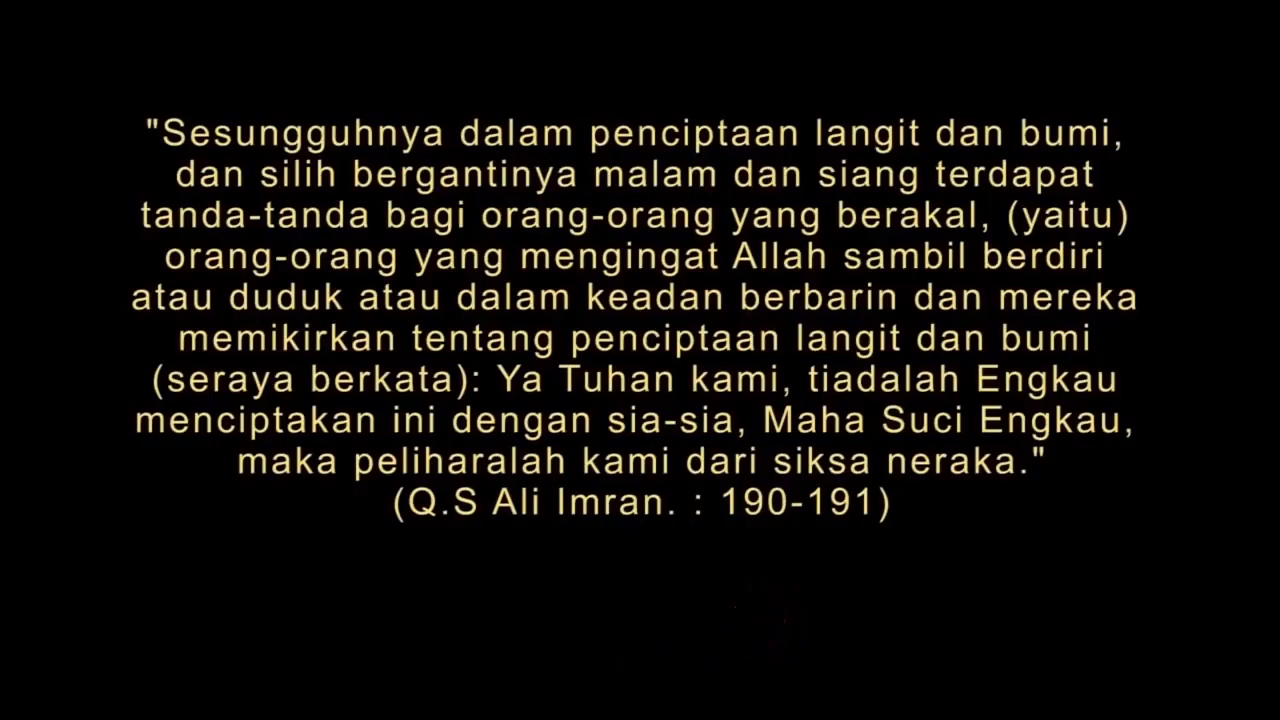 "Sesungguhnya dalam penciptaan langit dan bumi,
dan silih bergantinya malam dan siang terdapat
tanda-tanda bagi orang-orang yang berakal, (yaitu)
orang-orang yang mengingat Allah sambil berdiri
atau duduk atau dalam keadan berbarin dan mereka
memikirkan tentang penciptaan langit dan bumi
(seraya berkata): Ya Tuhan kami, tiadalah Engkau
menciptakan ini dengan sia-sia, Maha Suci Engkau,
maka peliharalah kami dari siksa neraka."
(Q.S Ali Imran. : 190-191)